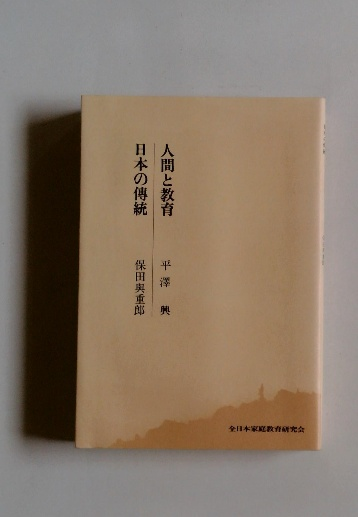 人間と教育　平澤 興
日本の傳統　保田與重郎
全日本家庭教育研究会